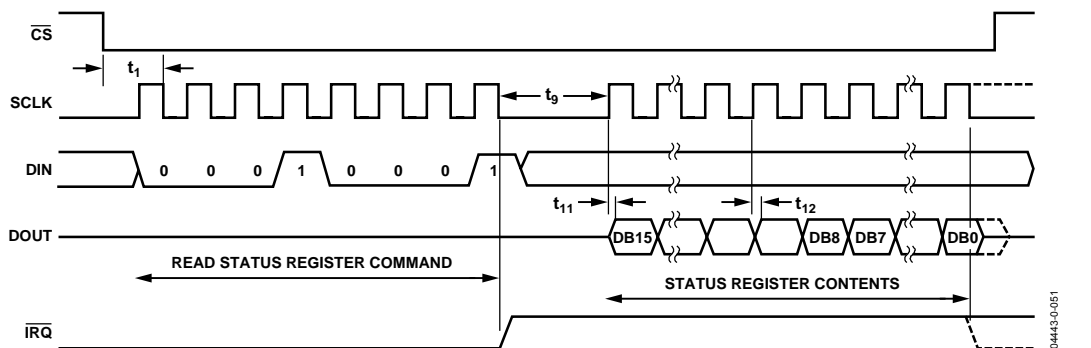 CS
t1
SCLK
t9
DIN
0 0 0 1 0 0 0 1
t11
t12
DOUT
DB15 DB8 DB7 DB0
READ STATUS REGISTER COMMAND
STATUS REGISTER CONTENTS
IRQ
04443-0-051